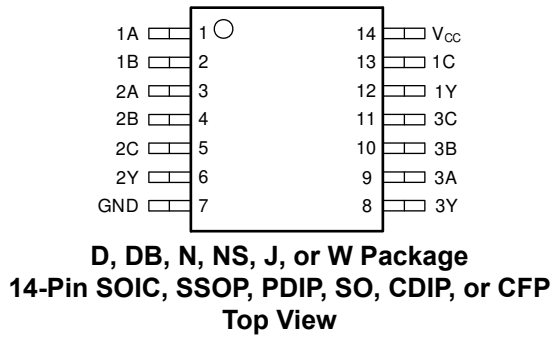 1A 1 14 VCC
1B 2 13 1C
2A 3 12 1Y
2B 4 11 3C
2C 5 10 3B
2Y 6 9 3A
GND 7 8 3Y
D, DB, N, NS, J, or W Package
14-Pin SOIC, SSOP, PDIP, SO, CDIP, or CFP
Top View